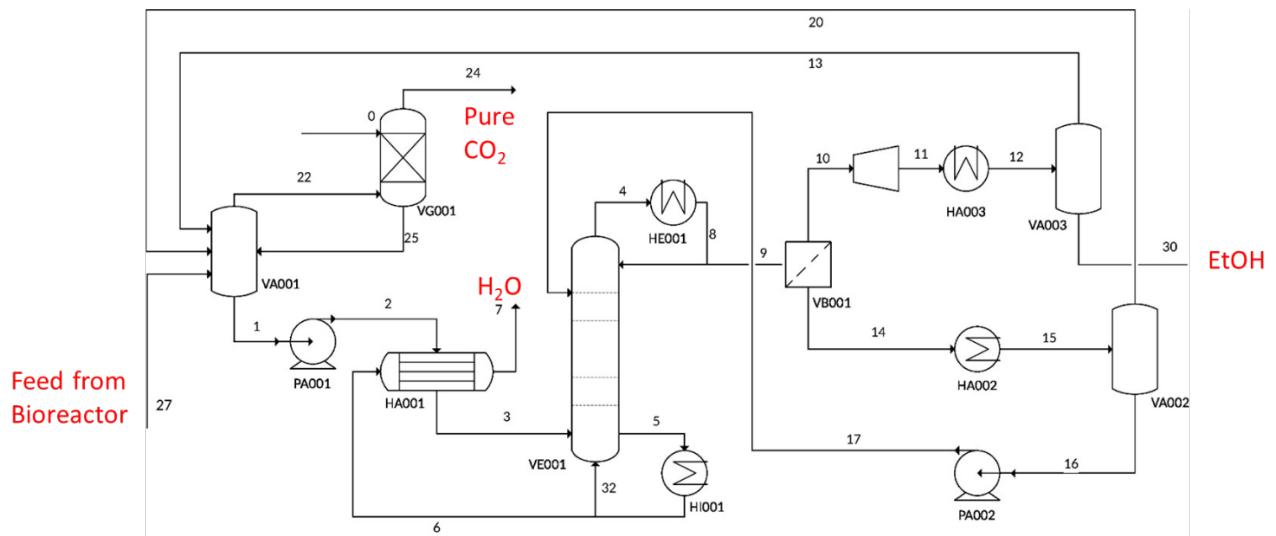 20
13
24
0
Pure
CO2
10
11
12
22
4
HA003
VG001
HE001
VA003
25
8
9
30
EtOH
H2O
VA001
VB001
7
2
1
14
15
PA001
HA002
Feed from
Bioreactor
HA001
VA002
27
3
5
17
VE001
16
32
HI001
6
PA002